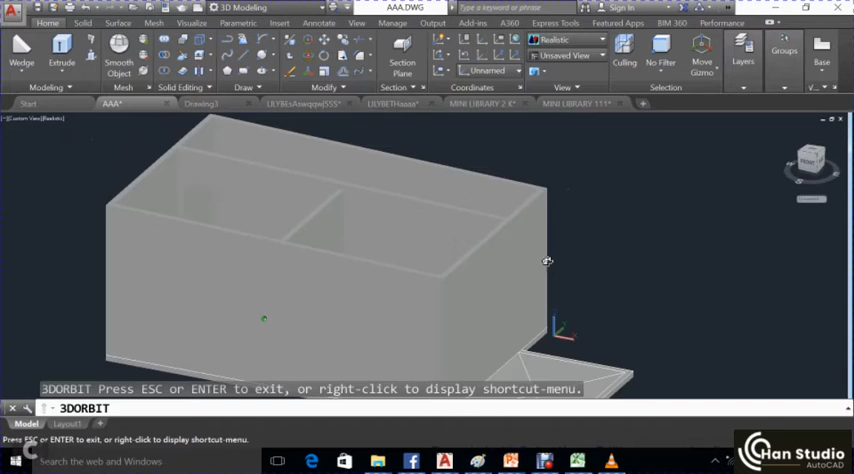 3D Modeling
AAA.DWG
Type a keyword or phrase
Sign In
Home Solid Surface Mesh Visualize Parametric Insert Annotate View Manage Output Add-ins A360 Express Tools Featured Apps BIM 360 Performance
Wedge
Extrude
Smooth Object
Section Plane
Unnamed
Realistic
Unsaved View
Culling
No Filter
Move Gizmo
Layers
Groups
Base
Modeling
Mesh
Solid Editing
Draw
Modify
Section
Coordinates
View
Selection
Start
AAA*
Drawing3
MINI LIBRARY 2 K*
MINI LIBRARY 111*
[-][Custom View][Realistic]
FRONT
3DORBIT Press ESC or ENTER to exit, or right-click to display shortcut-menu.
3DORBIT
Model
Layout1
Press ESC or ENTER to exit, or right-click to display shortcut-menu.
Search the web and Windows
CHan Studio
AutoCAD